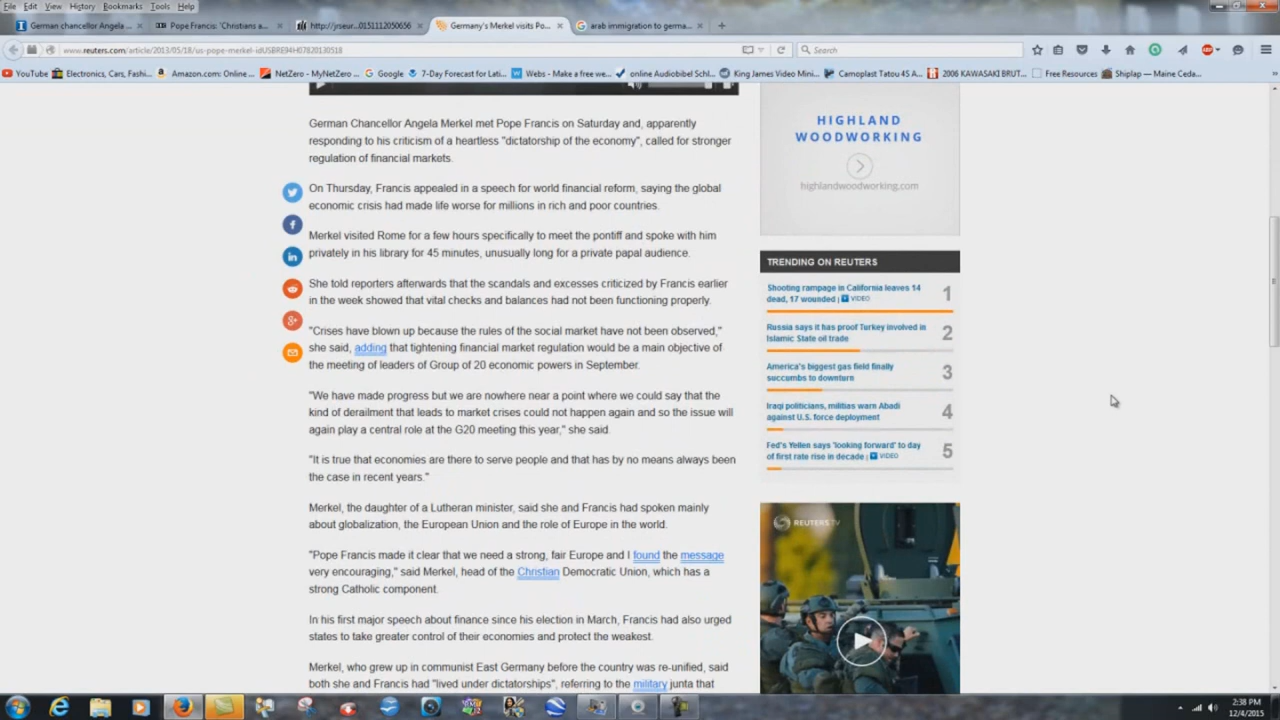 File Edit View History Bookmarks Tools Help
German chancellor Angela ...
Pope Francis: 'Christians a...
http://jrseur...0151112050656
Germany's Merkel visits Po...
arab immigration to germa...
www.reuters.com/article/2013/05/18/us-pope-merkel-idUSBRE94H07820130518
Search
YouTube Electronics, Cars, Fashi... Amazon.com: Online ... NetZero - MyNetZero ... Google 7-Day Forecast for Lati... Webs - Make a free we... online Audiobibel Schl... King James Video Mini... Camoplast Tatou 4S A... 2006 KAWASAKI BRUT... Free Resources Shiplap — Maine Ceda...
German Chancellor Angela Merkel met Pope Francis on Saturday and, apparently
responding to his criticism of a heartless "dictatorship of the economy", called for stronger
regulation of financial markets.
On Thursday, Francis appealed in a speech for world financial reform, saying the global
economic crisis had made life worse for millions in rich and poor countries.
Merkel visited Rome for a few hours specifically to meet the pontiff and spoke with him
privately in his library for 45 minutes, unusually long for a private papal audience.
She told reporters afterwards that the scandals and excesses criticized by Francis earlier
in the week showed that vital checks and balances had not been functioning properly.
"Crises have blown up because the rules of the social market have not been observed,"
she said, adding that tightening financial market regulation would be a main objective of
the meeting of leaders of Group of 20 economic powers in September.
"We have made progress but we are nowhere near a point where we could say that the
kind of derailment that leads to market crises could not happen again and so the issue will
again play a central role at the G20 meeting this year," she said.
"It is true that economies are there to serve people and that has by no means always been
the case in recent years."
Merkel, the daughter of a Lutheran minister, said she and Francis had spoken mainly
about globalization, the European Union and the role of Europe in the world.
"Pope Francis made it clear that we need a strong, fair Europe and I found the message
very encouraging," said Merkel, head of the Christian Democratic Union, which has a
strong Catholic component.
In his first major speech about finance since his election in March, Francis had also urged
states to take greater control of their economies and protect the weakest.
Merkel, who grew up in communist East Germany before the country was re-unified, said
both she and Francis had "lived under dictatorships", referring to the military junta that
HIGHLAND
WOODWORKING
highlandwoodworking.com
TRENDING ON REUTERS
Shooting rampage in California leaves 14
dead, 17 wounded | VIDEO
1
Russia says it has proof Turkey involved in
Islamic State oil trade
2
America's biggest gas field finally
succumbs to downturn
3
Iraqi politicians, militias warn Abadi
against U.S. force deployment
4
Fed's Yellen says 'looking forward' to day
of first rate rise in decade | VIDEO
5
REUTERS TV
2:38 PM
12/4/2015